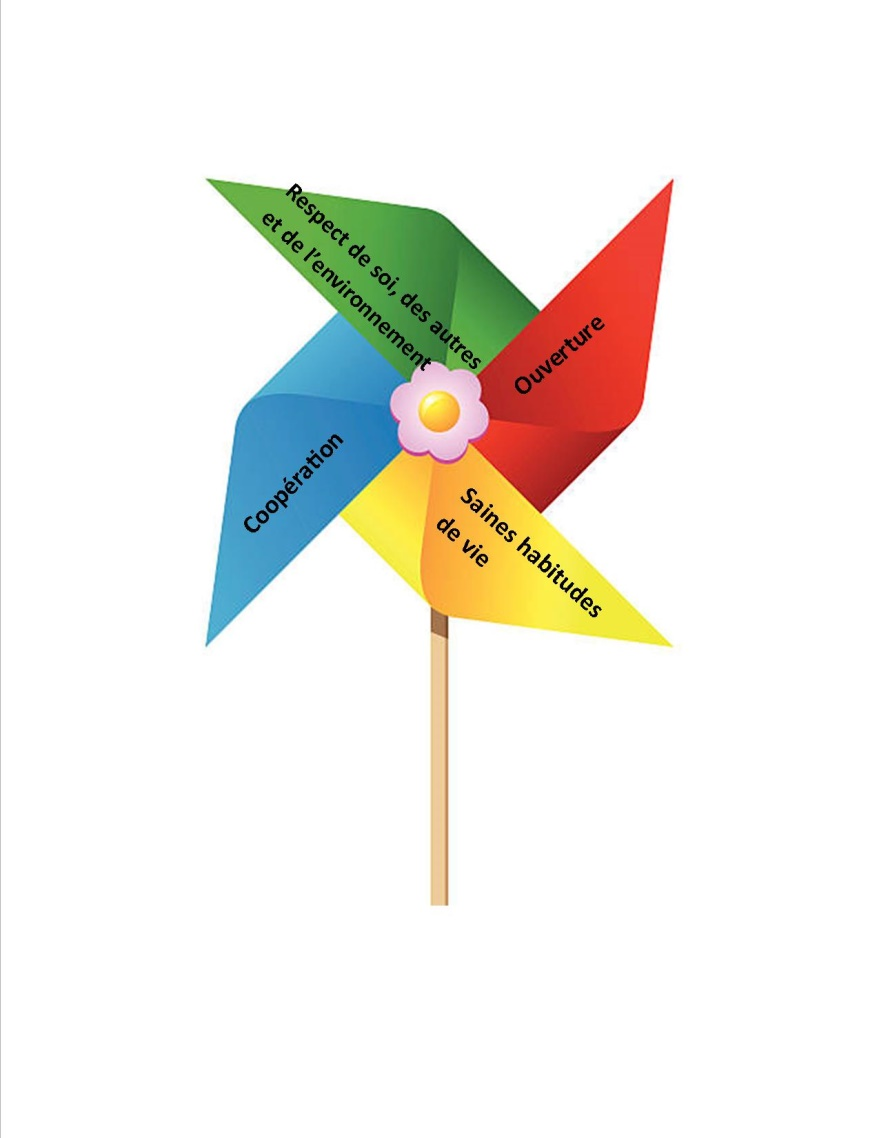 Respect de soi, des autres
et de l'environnement
Ouverture
Coopération
Saines habitudes
de vie